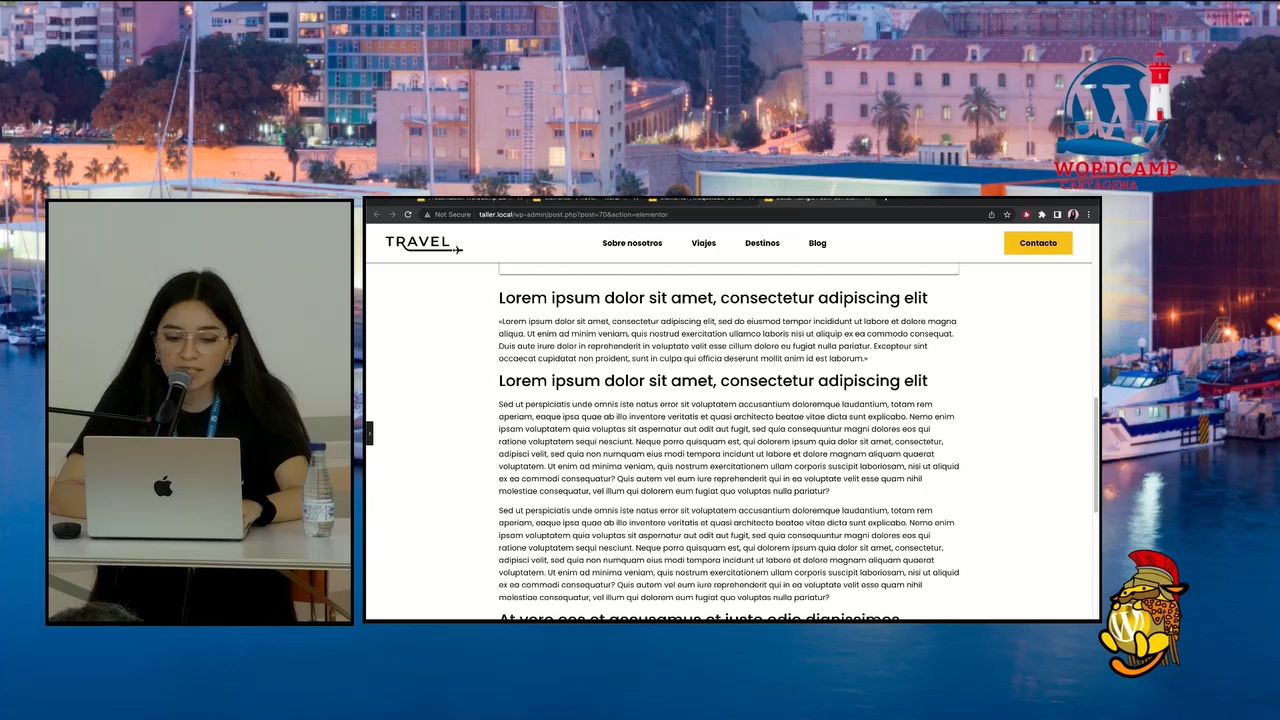 WORDCAMP
CARTAGENA
Not Secure
taller.local/wp-admin/post.php?post=70&action=elementor
TRAVEL
Sobre nosotros
Viajes
Destinos
Blog
Contacto
Lorem ipsum dolor sit amet, consectetur adipiscing elit
«Lorem ipsum dolor sit amet, consectetur adipiscing elit, sed do eiusmod tempor incididunt ut labore et dolore magna
aliqua. Ut enim ad minim veniam, quis nostrud exercitation ullamco laboris nisi ut aliquip ex ea commodo consequat.
Duis aute irure dolor in reprehenderit in voluptate velit esse cillum dolore eu fugiat nulla pariatur. Excepteur sint
occaecat cupidatat non proident, sunt in culpa qui officia deserunt mollit anim id est laborum.»
Lorem ipsum dolor sit amet, consectetur adipiscing elit
Sed ut perspiciatis unde omnis iste natus error sit voluptatem accusantium doloremque laudantium, totam rem
aperiam, eaque ipsa quae ab illo inventore veritatis et quasi architecto beatae vitae dicta sunt explicabo. Nemo enim
ipsam voluptatem quia voluptas sit aspernatur aut odit aut fugit, sed quia consequuntur magni dolores eos qui
ratione voluptatem sequi nesciunt. Neque porro quisquam est, qui dolorem ipsum quia dolor sit amet, consectetur,
adipisci velit, sed quia non numquam eius modi tempora incidunt ut labore et dolore magnam aliquam quaerat
voluptatem. Ut enim ad minima veniam, quis nostrum exercitationem ullam corporis suscipit laboriosam, nisi ut aliquid
ex ea commodi consequatur? Quis autem vel eum iure reprehenderit qui in ea voluptate velit esse quam nihil
molestiae consequatur, vel illum qui dolorem eum fugiat quo voluptas nulla pariatur?
Sed ut perspiciatis unde omnis iste natus error sit voluptatem accusantium doloremque laudantium, totam rem
aperiam, eaque ipsa quae ab illo inventore veritatis et quasi architecto beatae vitae dicta sunt explicabo. Nemo enim
ipsam voluptatem quia voluptas sit aspernatur aut odit aut fugit, sed quia consequuntur magni dolores eos qui
ratione voluptatem sequi nesciunt. Neque porro quisquam est, qui dolorem ipsum quia dolor sit amet, consectetur,
adipisci velit, sed quia non numquam eius modi tempora incidunt ut labore et dolore magnam aliquam quaerat
voluptatem. Ut enim ad minima veniam, quis nostrum exercitationem ullam corporis suscipit laboriosam, nisi ut aliquid
ex ea commodi consequatur? Quis autem vel eum iure reprehenderit qui in ea voluptate velit esse quam nihil
molestiae consequatur, vel illum qui dolorem eum fugiat quo voluptas nulla pariatur?
At vero eos et accusamus et iusto odio dignissimos